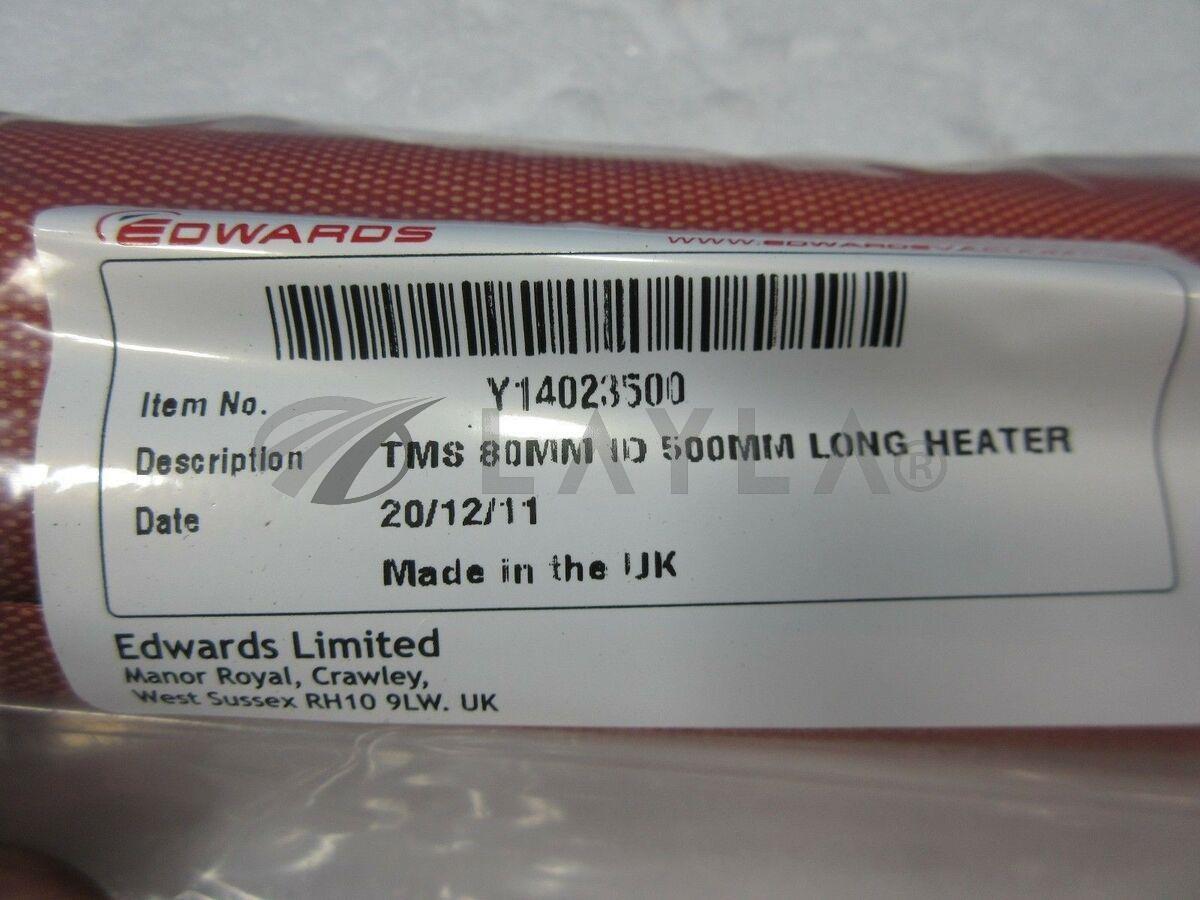 EDWARDS
Item No. Y14023500
Description TMS 80MM ID 500MM LONG HEATER
LAYLA®
Date 20/12/11
Made in the UK
Edwards Limited
Manor Royal, Crawley,
West Sussex RH10 9LW. UK